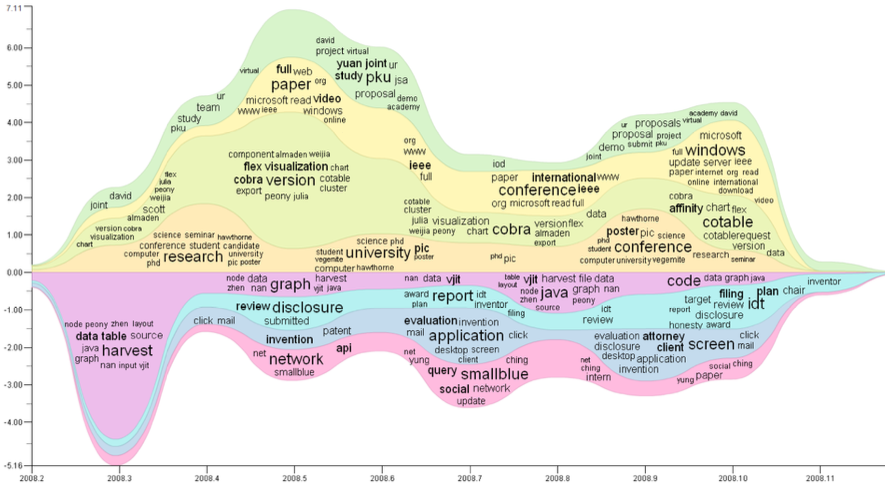 7.11
6.00
5.00
4.00
3.00
2.00
1.00
0.00
-1.00
-2.00
-3.00
-4.00
-5.16
2008.2 2008.3 2008.4 2008.5 2008.6 2008.7 2008.8 2008.9 2008.10 2008.11
joint david
ur
team
study
pku
virtual
david
project virtual
yuan joint ur
study pku jsa
proposal demo
academy
iod
joint
ur proposals virtual
proposal project
demo submit pku
academy david
full web
paper org
microsoft read video
www ieee windows
online
org
www
ieee
full
paper international www
conference ieee
org microsoft read full
microsoft
full windows
update server ieee
paper internet org read
online international
download
video
flex
julia
peony
weijia
scott
almaden
version cobra
visualization
chart
component almaden weijia
flex visualization chart
cobra version cotable
export cluster
peony julia
cotable
cluster
julia visualization
weijia peony chart cobra
version flex data
almaden
export
cobra
affinity chart flex
cotable
cotablerequest
version
data
science seminar hawthorne
conference student candidate
computer research university
phd pic poster
science phd
student university pic
vegemite poster
computer hawthorne
phd pic
hawthorne
poster pic science
phd
student conference
computer university vegemite research seminar
node data harvest
zhen nan graph vjit java
nan data vjit
table vjit harvest file data
layout
node java graph nan
zhen peony
source
code data graph java
node peony zhen layout
data table source
java
graph harvest
nan input vjit
review disclosure
submitted
award report idt
plan inventor
filing
idt
review
filing plan chair
target review idt
report disclosure
honesty award
inventor
click mail
invention patent
evaluation invention
mail application click
desktop screen
client
evaluation attorney click
disclosure client screen mail
desktop application
invention
net network api
smallblue
net
yung ching
query smallblue
social network
update
net
ching
intern
social ching
yung paper